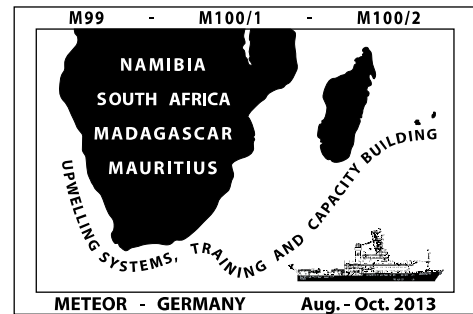 M99 - M100/1 - M100/2
NAMIBIA
SOUTH AFRICA
MADAGASCAR
MAURITIUS
UPWELLING SYSTEMS, TRAINING AND CAPACITY BUILDING
METEOR - GERMANY Aug. - Oct. 2013